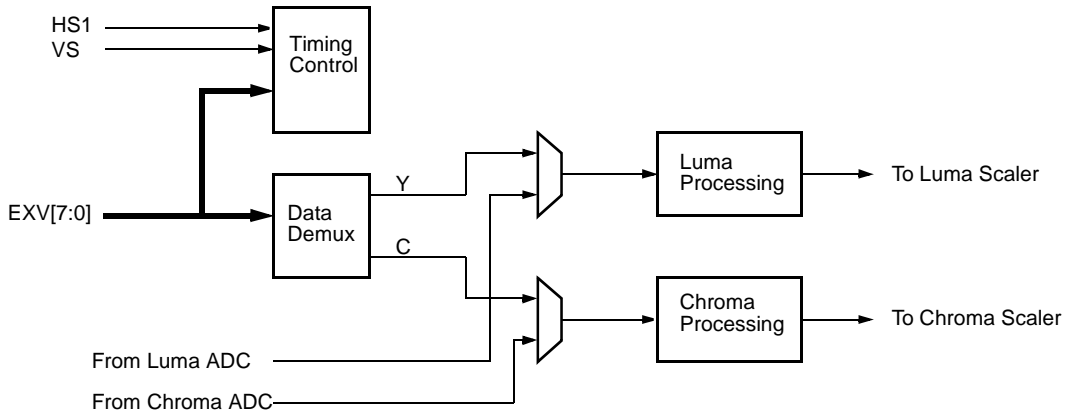 HS1
VS
Timing
Control
EXV[7:0]
Data
Demux
Y
C
Luma
Processing
To Luma Scaler
Chroma
Processing
To Chroma Scaler
From Luma ADC
From Chroma ADC